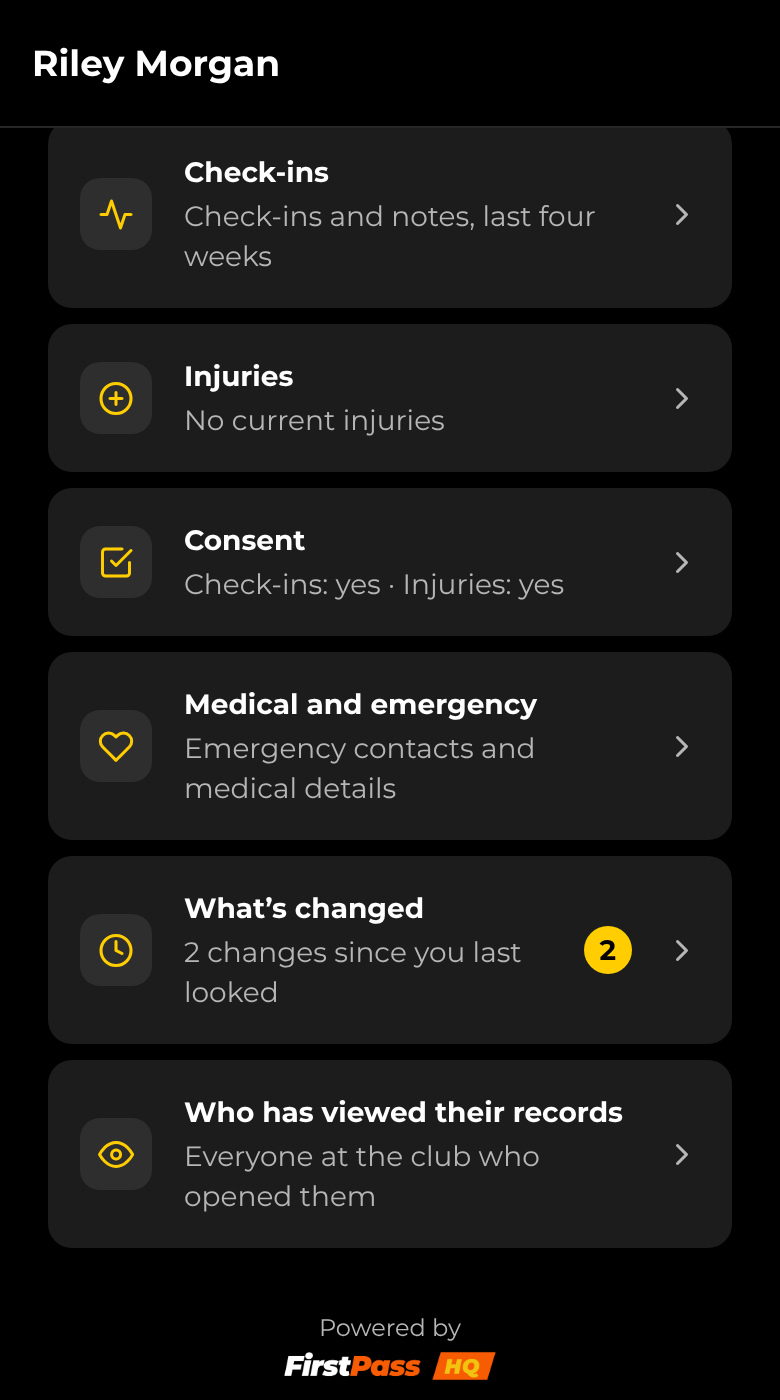 Riley Morgan
Check-ins
Check-ins and notes, last four
weeks
Injuries
No current injuries
Consent
Check-ins: yes · Injuries: yes
Medical and emergency
Emergency contacts and
medical details
What’s changed
2 changes since you last
looked
2
Who has viewed their records
Everyone at the club who
opened them
Powered by
FirstPass HQ